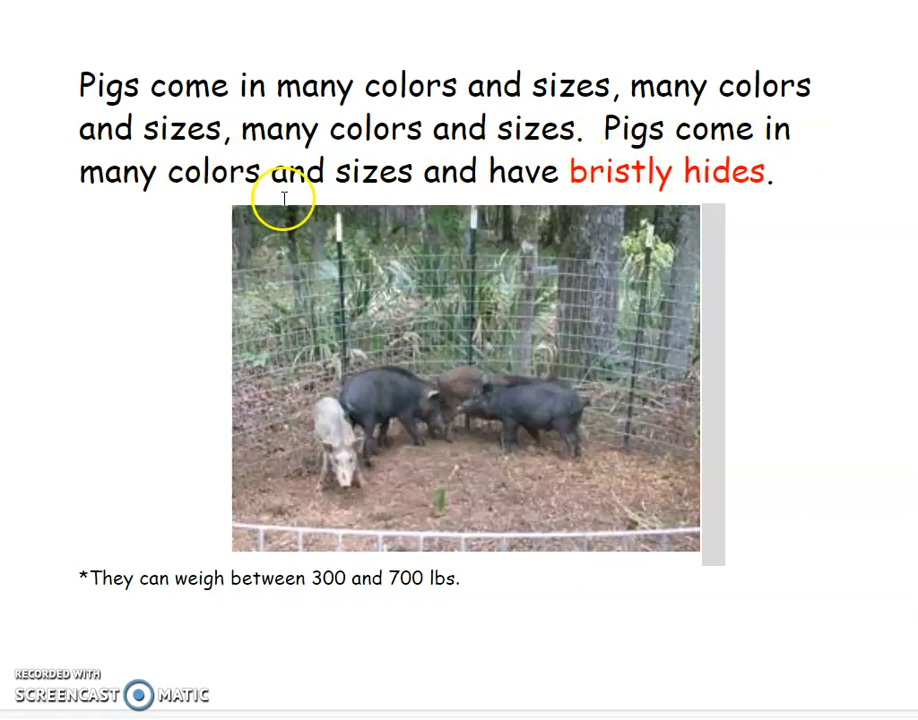 Pigs come in many colors and sizes, many colors
and sizes, many colors and sizes. Pigs come in
many colors and sizes and have bristly hides.
*They can weigh between 300 and 700 lbs.
RECORDED WITH
SCREENCAST MATIC